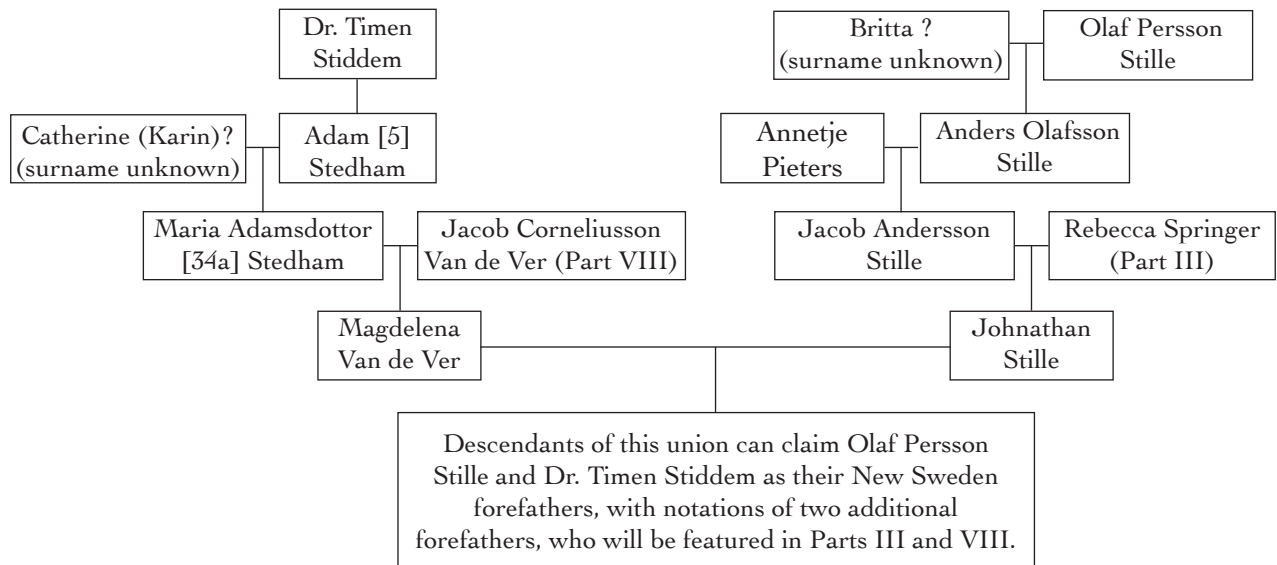 Dr. Timen
Stiddem
Britta ?
(surname unknown)
Olaf Persson
Stille
Catherine (Karin)?
(surname unknown)
Adam [5]
Stedham
Annetje
Pieters
Anders Olafsson
Stille
Maria Adamsdottor
[34a] Stedham
Jacob Corneliusson
Van de Ver (Part VIII)
Jacob Andersson
Stille
Rebecca Springer
(Part III)
Magdelena
Van de Ver
Johnathan
Stille
Descendants of this union can claim Olaf Persson
Stille and Dr. Timen Stiddem as their New Sweden
forefathers, with notations of two additional
forefathers, who will be featured in Parts III and VIII.